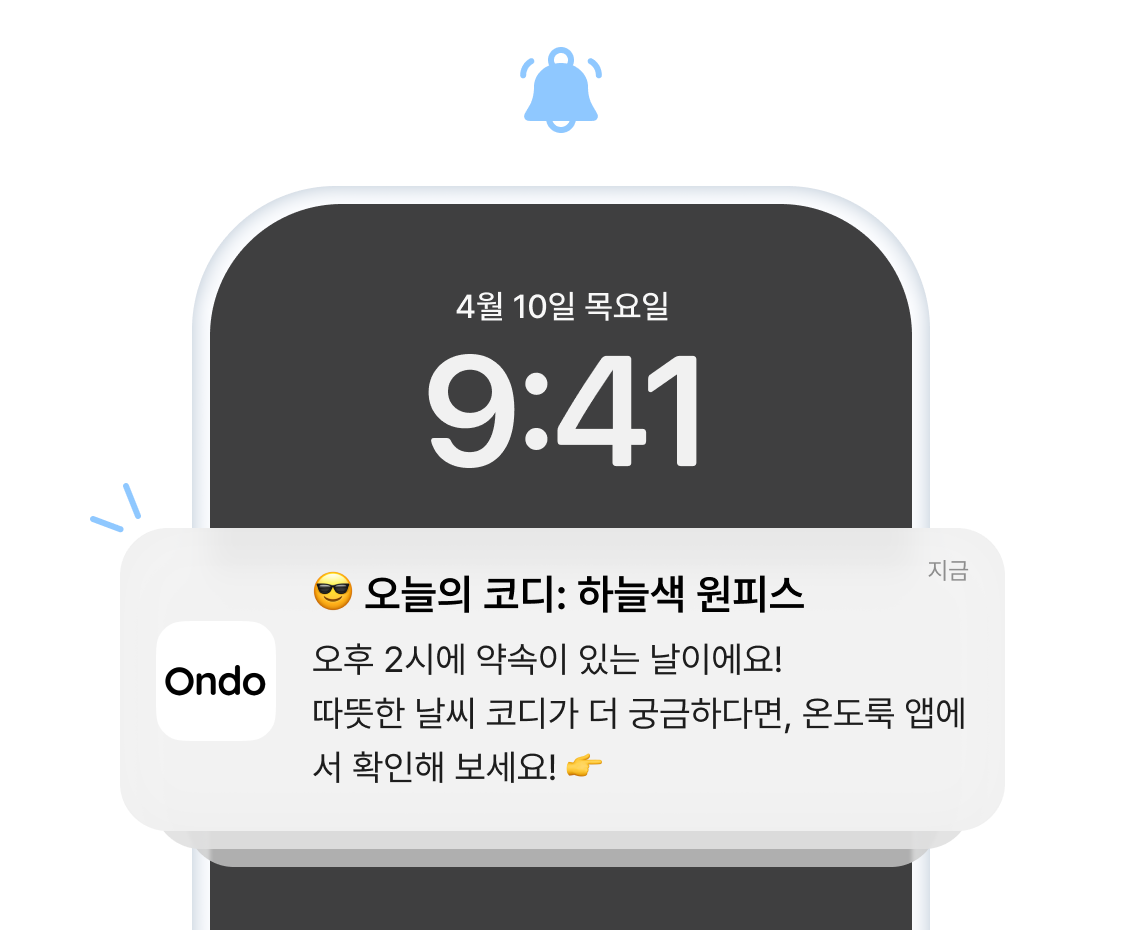 4월 10일 목요일
9:41
지금
😎 오늘의 코디: 하늘색 원피스
Ondo
오후 2시에 약속이 있는 날이에요!
따뜻한 날씨 코디가 더 궁금하다면, 온도룩 앱에
서 확인해 보세요! 👉